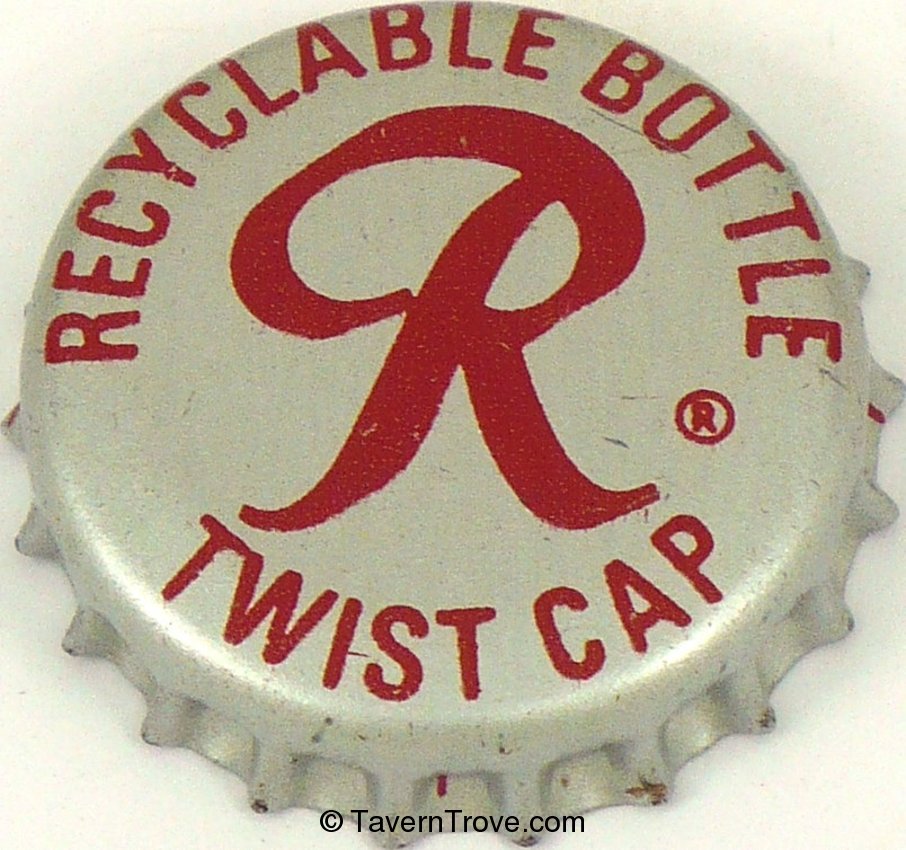 RECYCLABLE BOTTLE
R
®
TWIST CAP
© TavernTrove.com